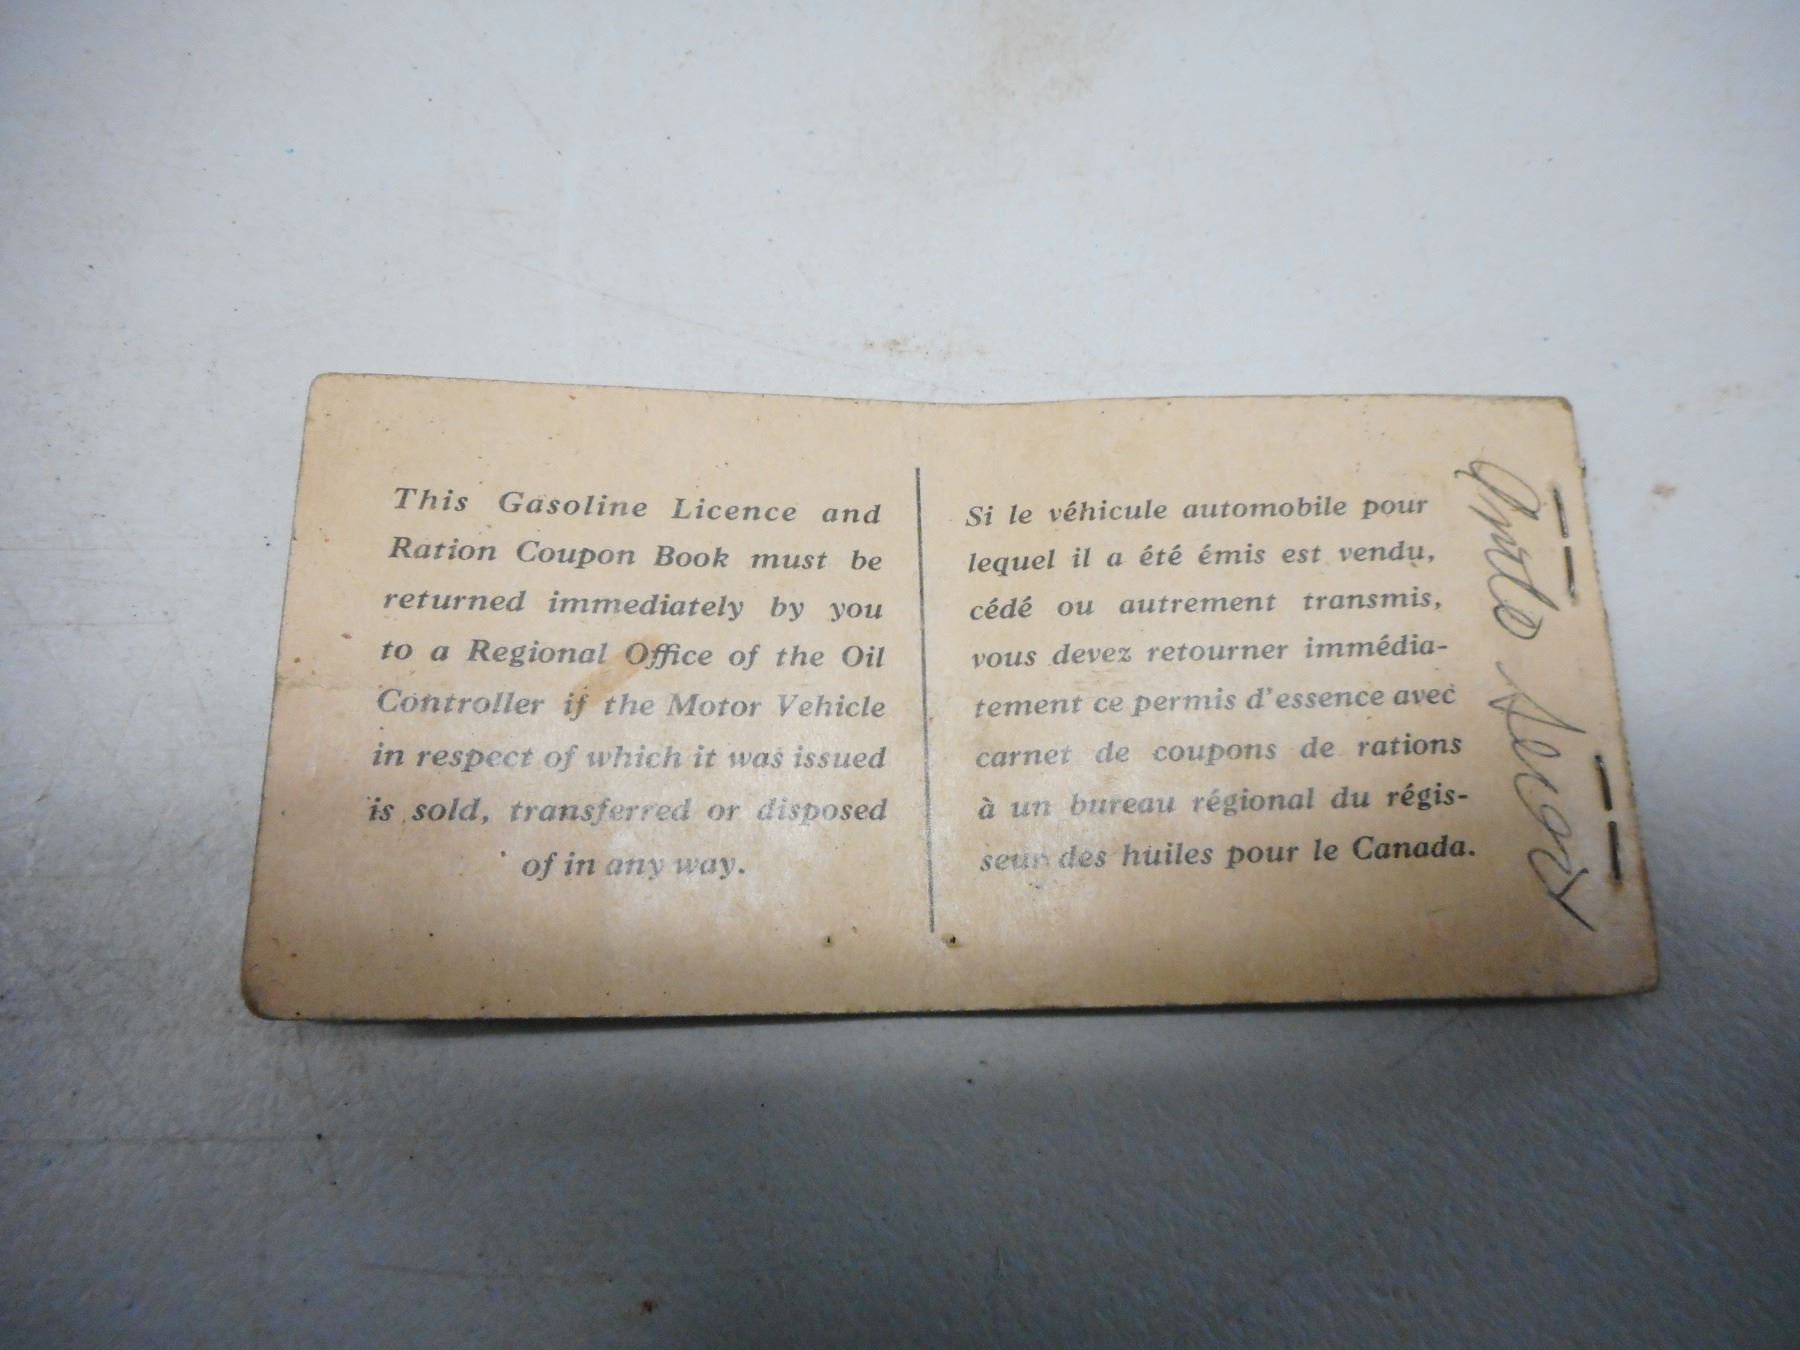 This Gasoline Licence and
Ration Coupon Book must be
returned immediately by you
to a Regional Office of the Oil
Controller if the Motor Vehicle
in respect of which it was issued
is sold, transferred or disposed
of in any way.
Si le véhicule automobile pour
lequel il a été émis est vendu,
cédé ou autrement transmis,
vous devez retourner immédia-
tement ce permis d'essence avec
carnet de coupons de rations
à un bureau régional du régis-
seur des huiles pour le Canada.